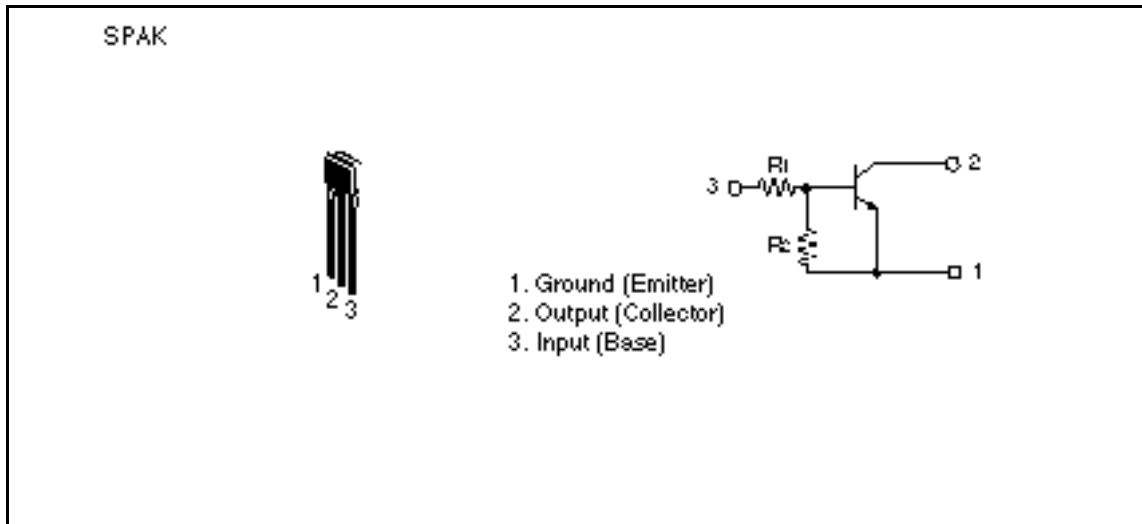 SPAK
R1
3
2
R2
1
1
2
3
1. Ground (Emitter)
2. Output (Collector)
3. Input (Base)